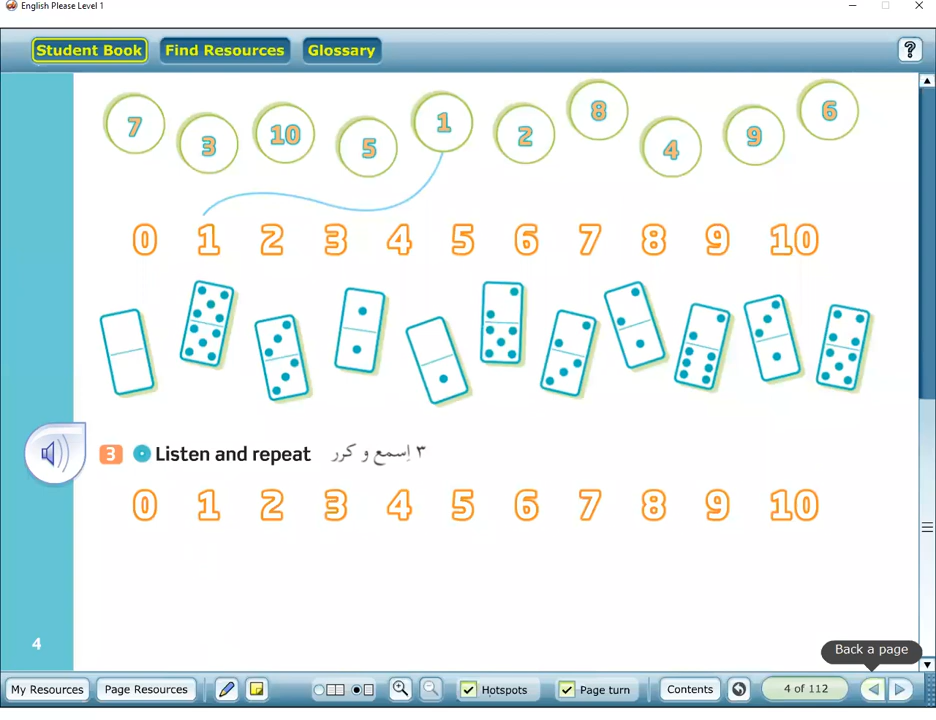 English Please Level 1
Student Book Find Resources Glossary ?
7 3 10 5 1 2 8 4 9 6
0 1 2 3 4 5 6 7 8 9 10
3 Listen and repeat ٣ اِسمع و كرر
0 1 2 3 4 5 6 7 8 9 10
4
Back a page
My Resources Page Resources Hotspots Page turn Contents 4 of 112